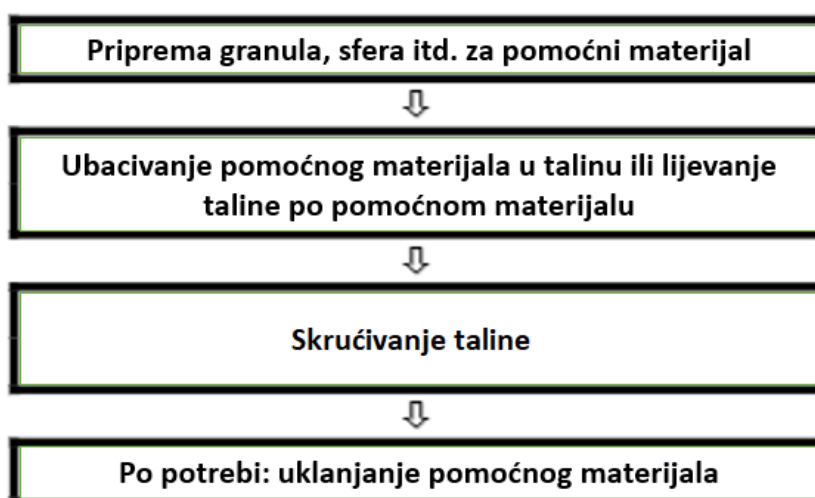 Priprema granula, sfera itd. za pomoćni materijal
Ubacivanje pomoćnog materijala u talinu ili lijevanje
taline po pomoćnom materijalu
Skrućivanje taline
Po potrebi: uklanjanje pomoćnog materijala